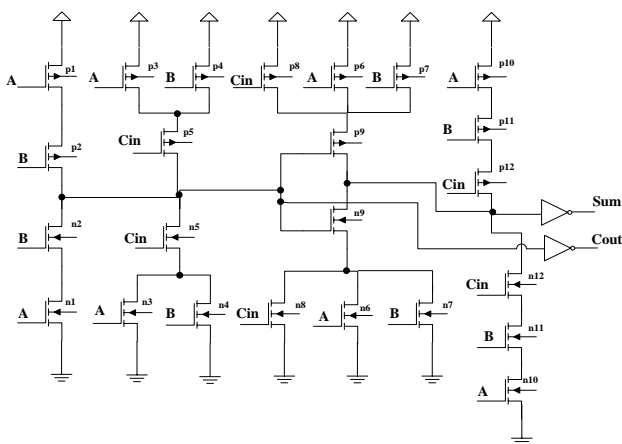 p1 p3 p4 p8 p6 p7 p10
A A B Cin A B A
p11
B
p5 p9
Cin
p2
B
p12
Cin
Sum
n2 n5 n9
B Cin
Cout
n12
Cin
n1 n3 n4 n8 n6 n7
A A B Cin A B
n11
B
n10
A